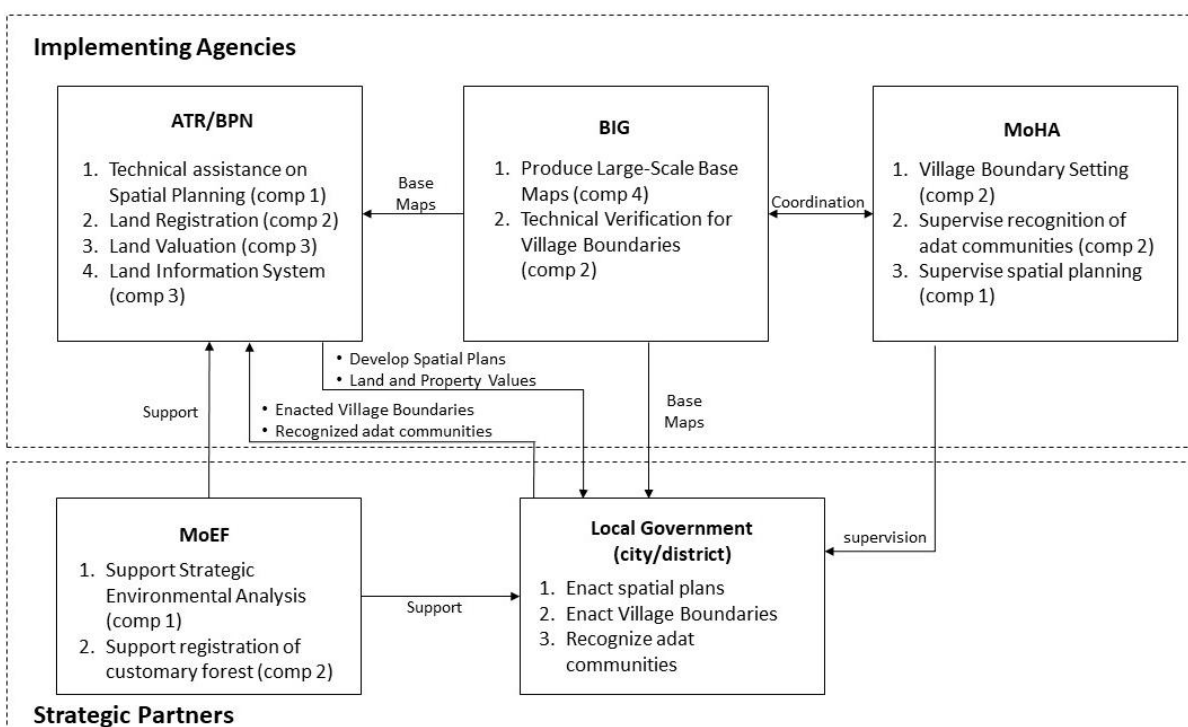 Implementing Agencies
ATR/BPN
1. Technical assistance on
Spatial Planning (comp 1)
2. Land Registration (comp 2)
3. Land Valuation (comp 3)
4. Land Information System
(comp 3)
Base
Maps
BIG
1. Produce Large-Scale Base
Maps (comp 4)
2. Technical Verification for
Village Boundaries
(comp 2)
Coordination
MoHA
1. Village Boundary Setting
(comp 2)
2. Supervise recognition of
adat communities (comp 2)
3. Supervise spatial planning
(comp 1)
• Develop Spatial Plans
• Land and Property Values
Support
• Enacted Village Boundaries
• Recognized adat communities
Base
Maps
MoEF
1. Support Strategic
Environmental Analysis
(comp 1)
2. Support registration of
customary forest (comp 2)
Support
Local Government
(city/district)
1. Enact spatial plans
2. Enact Village Boundaries
3. Recognize adat
communities
supervision
Strategic Partners